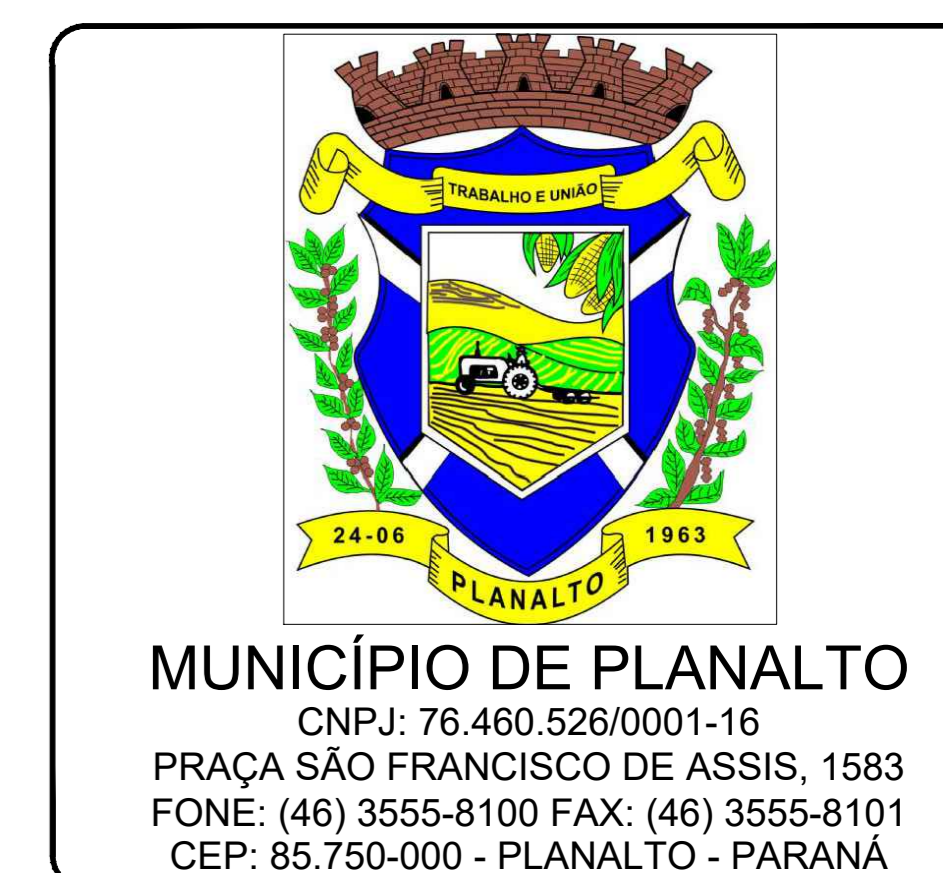 TRABALHO E UNIÃO
24-06
1963
PLANALTO
MUNICÍPIO DE PLANALTO
CNPJ: 76.460.526/0001-16
PRAÇA SÃO FRANCISCO DE ASSIS, 1583
FONE: (46) 3555-8100 FAX: (46) 3555-8101
CEP: 85.750-000 - PLANALTO - PARANÁ